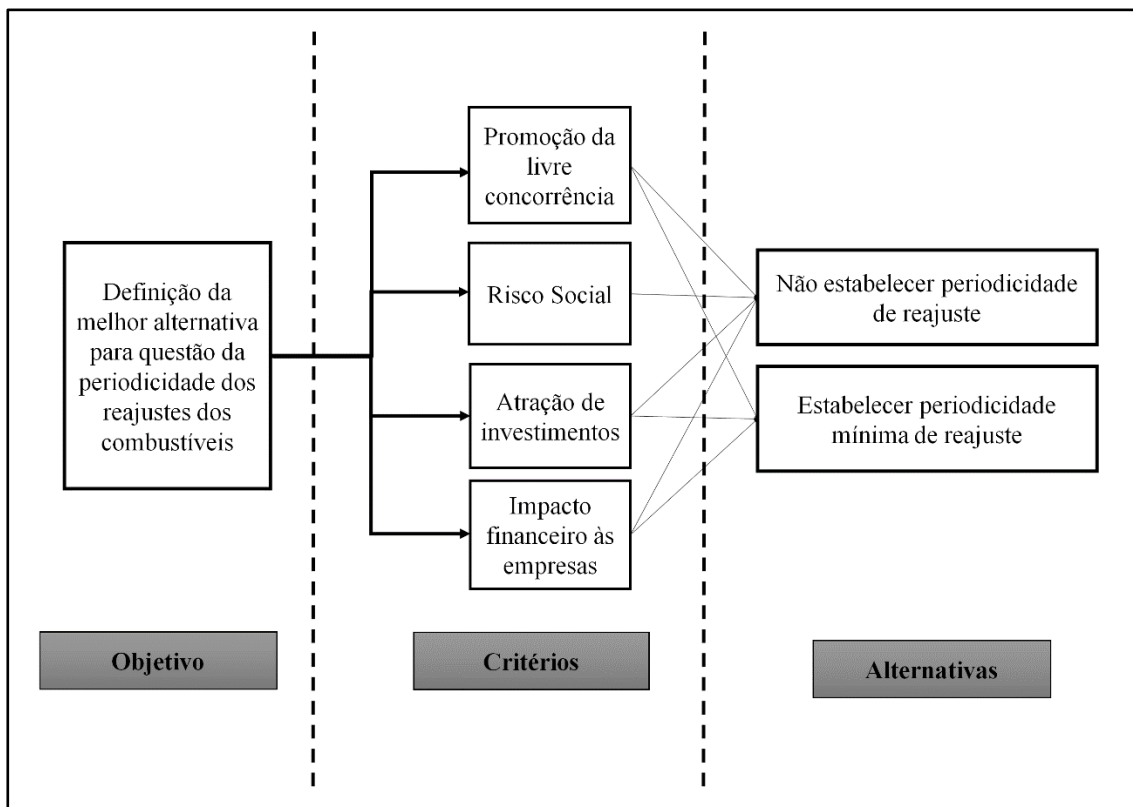 Definição da
melhor alternativa
para questão da
periodicidade dos
reajustes dos
combustíveis
Promoção da
livre
concorrência
Risco Social
Atração de
investimentos
Impacto
financeiro às
empresas
Não estabelecer periodicidade
de reajuste
Estabelecer periodicidade
mínima de reajuste
Objetivo
Critérios
Alternativas